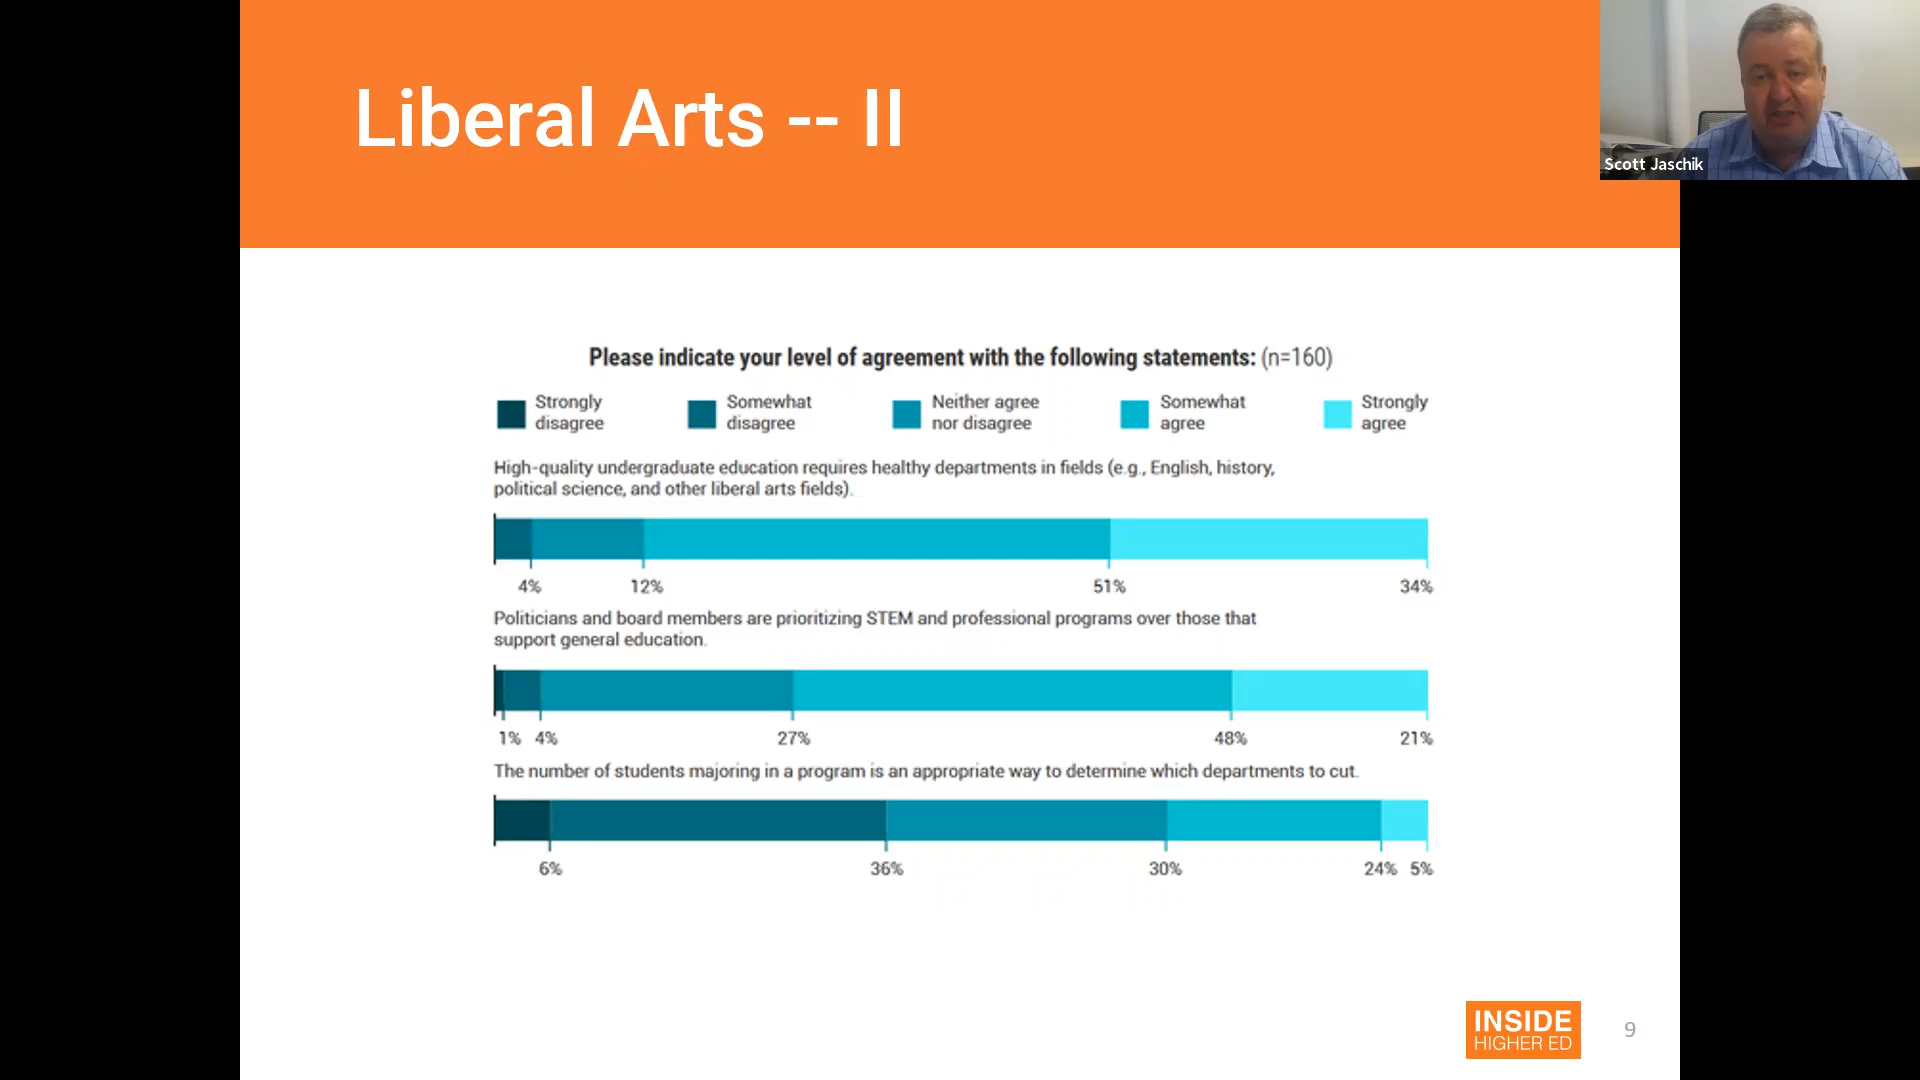 Liberal Arts -- II
Scott Jaschik
Please indicate your level of agreement with the following statements: (n=160)
Strongly
disagree
Somewhat
disagree
Neither agree
nor disagree
Somewhat
agree
Strongly
agree
High-quality undergraduate education requires healthy departments in fields (e.g., English, history,
political science, and other liberal arts fields).
4% 12% 51% 34%
Politicians and board members are prioritizing STEM and professional programs over those that
support general education.
1% 4% 27% 48% 21%
The number of students majoring in a program is an appropriate way to determine which departments to cut.
6% 36% 30% 24% 5%
INSIDE
HIGHER ED
9